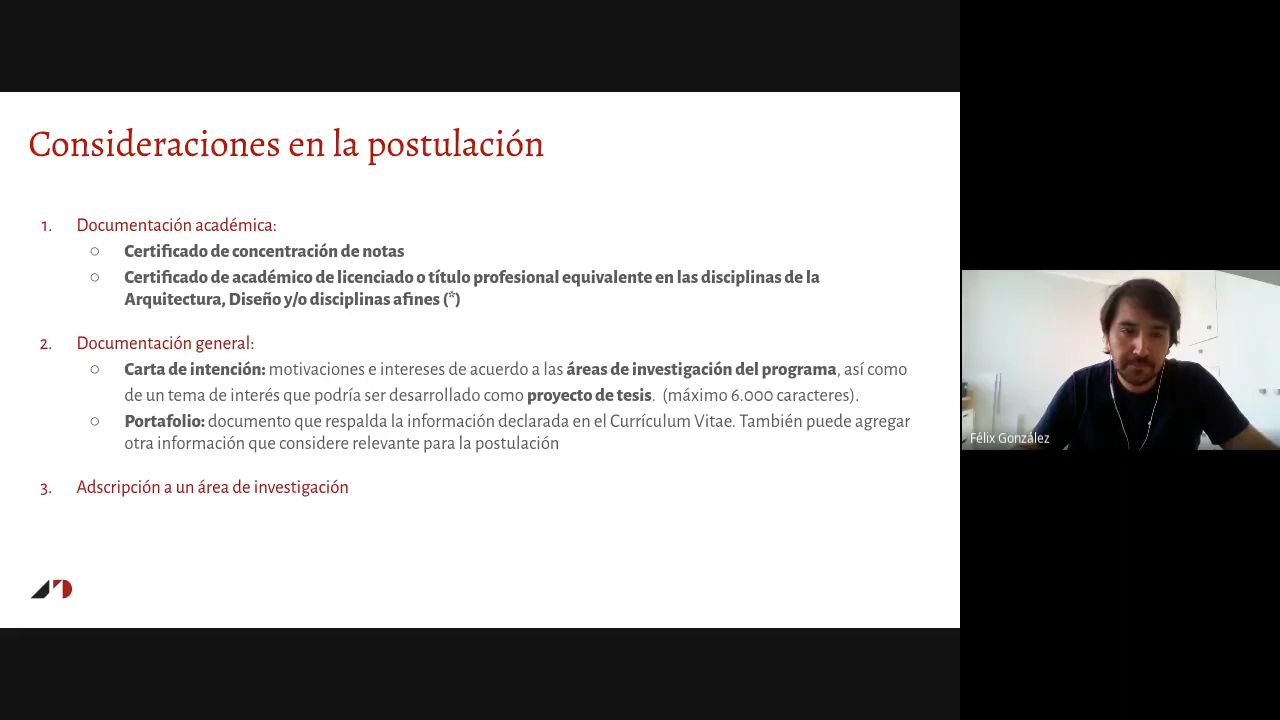 Consideraciones en la postulación
1. Documentación académica:
○ Certificado de concentración de notas
○ Certificado de académico de licenciado o título profesional equivalente en las disciplinas de la
Arquitectura, Diseño y/o disciplinas afines (*)
2. Documentación general:
○ Carta de intención: motivaciones e intereses de acuerdo a las áreas de investigación del programa, así como
de un tema de interés que podría ser desarrollado como proyecto de tesis. (máximo 6.000 caracteres).
○ Portafolio: documento que respalda la información declarada en el Currículum Vitae. También puede agregar
otra información que considere relevante para la postulación
3. Adscripción a un área de investigación
Félix González